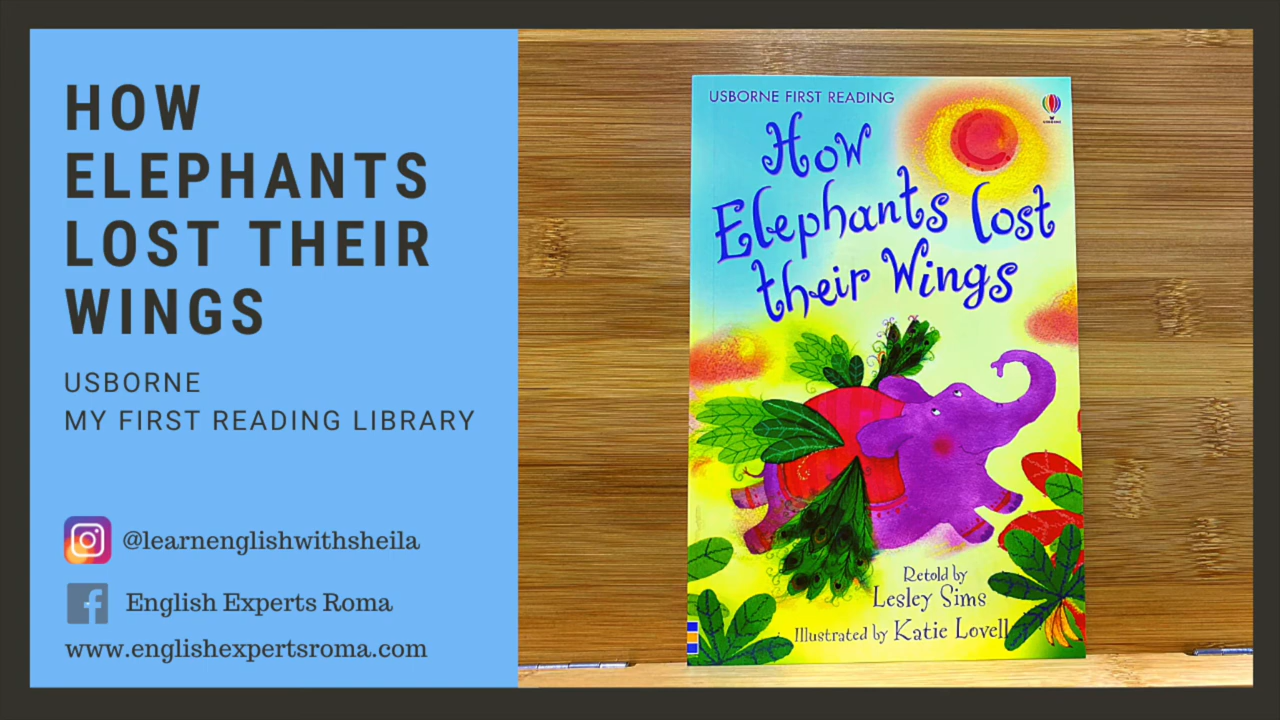 HOW
ELEPHANTS
LOST THEIR
WINGS
USBORNE
MY FIRST READING LIBRARY
@learnenglishwithsheila
English Experts Roma
www.englishexpertsroma.com
USBORNE FIRST READING
How
Elephants lost
their Wings
Retold by
Lesley Sims
Illustrated by Katie Lovell